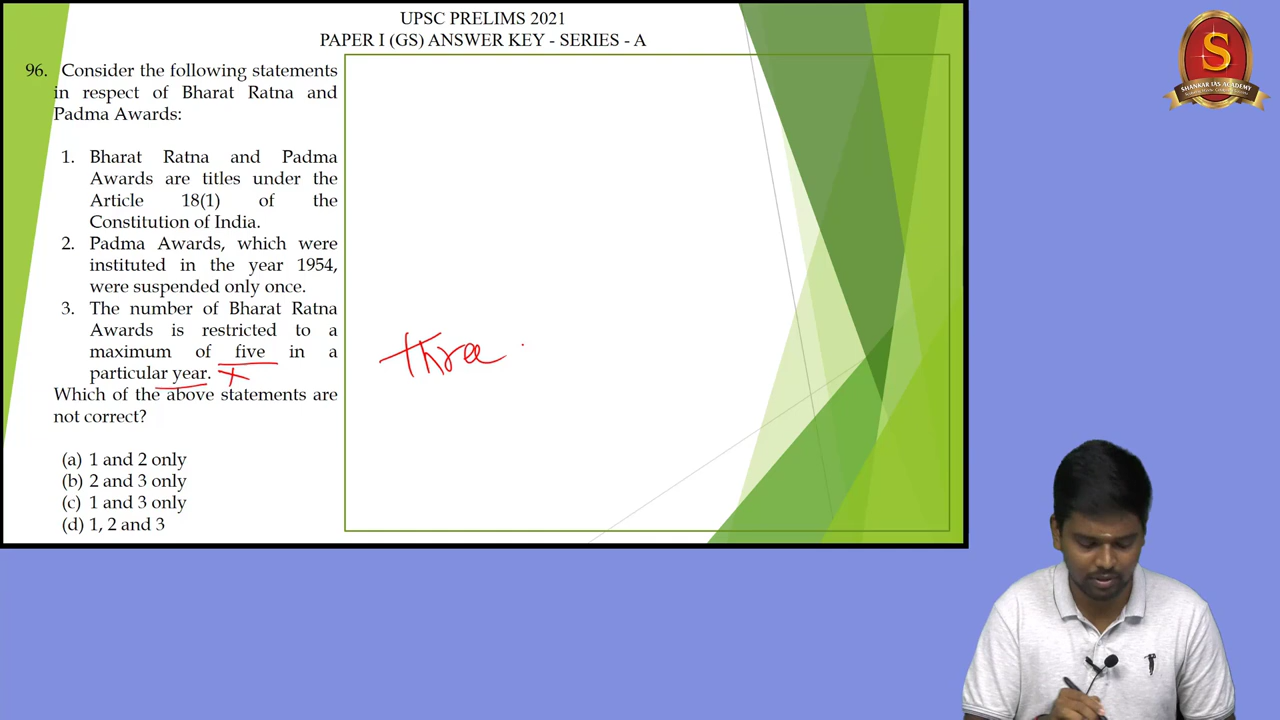 UPSC PRELIMS 2021
PAPER I (GS) ANSWER KEY - SERIES - A
96. Consider the following statements
in respect of Bharat Ratna and
Padma Awards:
1. Bharat Ratna and Padma
Awards are titles under the
Article 18(1) of the
Constitution of India.
2. Padma Awards, which were
instituted in the year 1954,
were suspended only once.
3. The number of Bharat Ratna
Awards is restricted to a
maximum of five in a
particular year.
Which of the above statements are
not correct?
(a) 1 and 2 only
(b) 2 and 3 only
(c) 1 and 3 only
(d) 1, 2 and 3
three
S
SHANKAR IAS ACADEMY